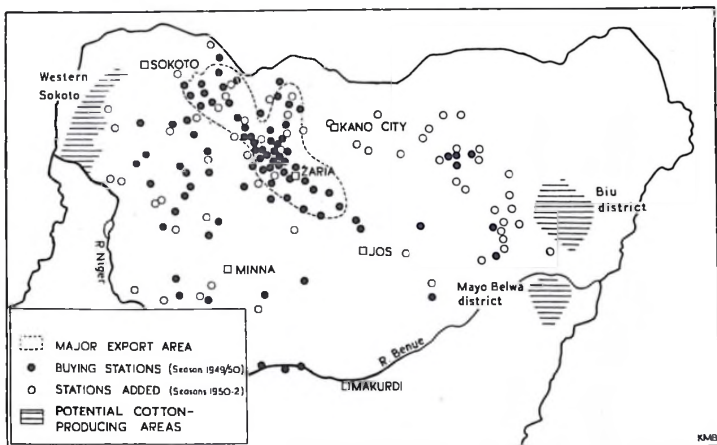 SOKOTO
Western
Sokoto
KANO CITY
ZARIA
Biu
district
R. Niger
JOS
MINNA
Mayo Belwa
district
R. Benue
MAKURDI
MAJOR EXPORT AREA
BUYING STATIONS (Season 1949/50)
STATIONS ADDED (Seasons 1950-2)
POTENTIAL COTTON-
PRODUCING AREAS
KMB